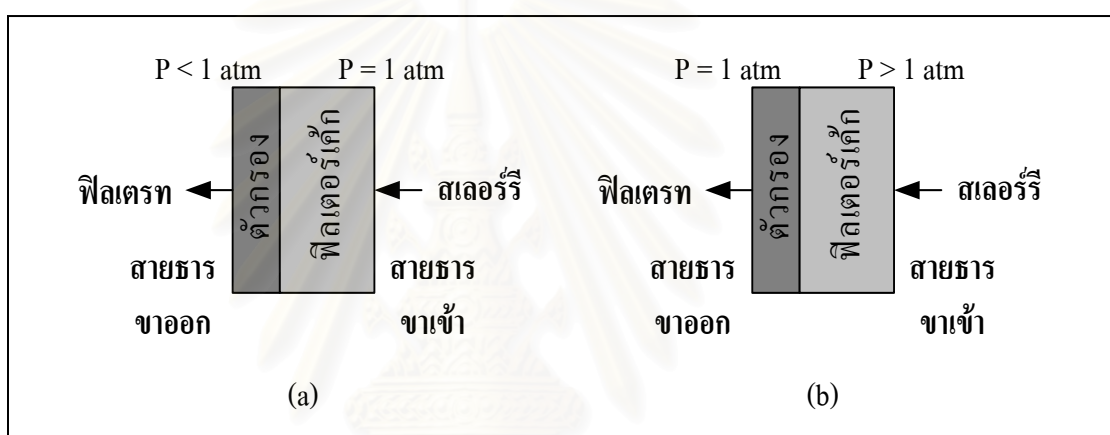 P < 1 atm P = 1 atm
ตัวกรอง
ฟิลเตอร์เค้ก
ฟิลเตรท
สเลอร์รี
สายธาร
ขาออก
สายธาร
ขาเข้า
(a)
P = 1 atm P > 1 atm
ตัวกรอง
ฟิลเตอร์เค้ก
ฟิลเตรท
สเลอร์รี
สายธาร
ขาออก
สายธาร
ขาเข้า
(b)